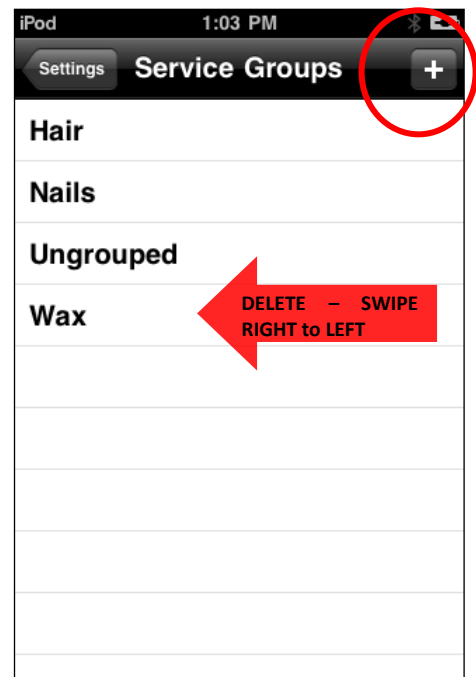 iPod 1:03 PM
Settings Service Groups +
Hair
Nails
Ungrouped
Wax
DELETE – SWIPE
RIGHT to LEFT